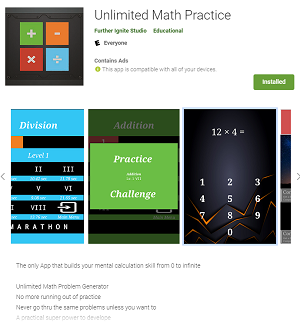 Unlimited Math Practice
Further Ignite Studio Educational
Everyone
Contains Ads
This app is compatible with all of your devices.
Installed
Division
Level 1
II III
V VI
VIII
Main Menu
MARATHON
Addition
Practice
Challenge
12 × 4 =
1 2 3
4 5 6
7 8 9
0
The only App that builds your mental calculation skill from 0 to infinite
Unlimited Math Problem Generator
No more running out of practice
Never go thru the same problems unless you want to
A practical super power to develope